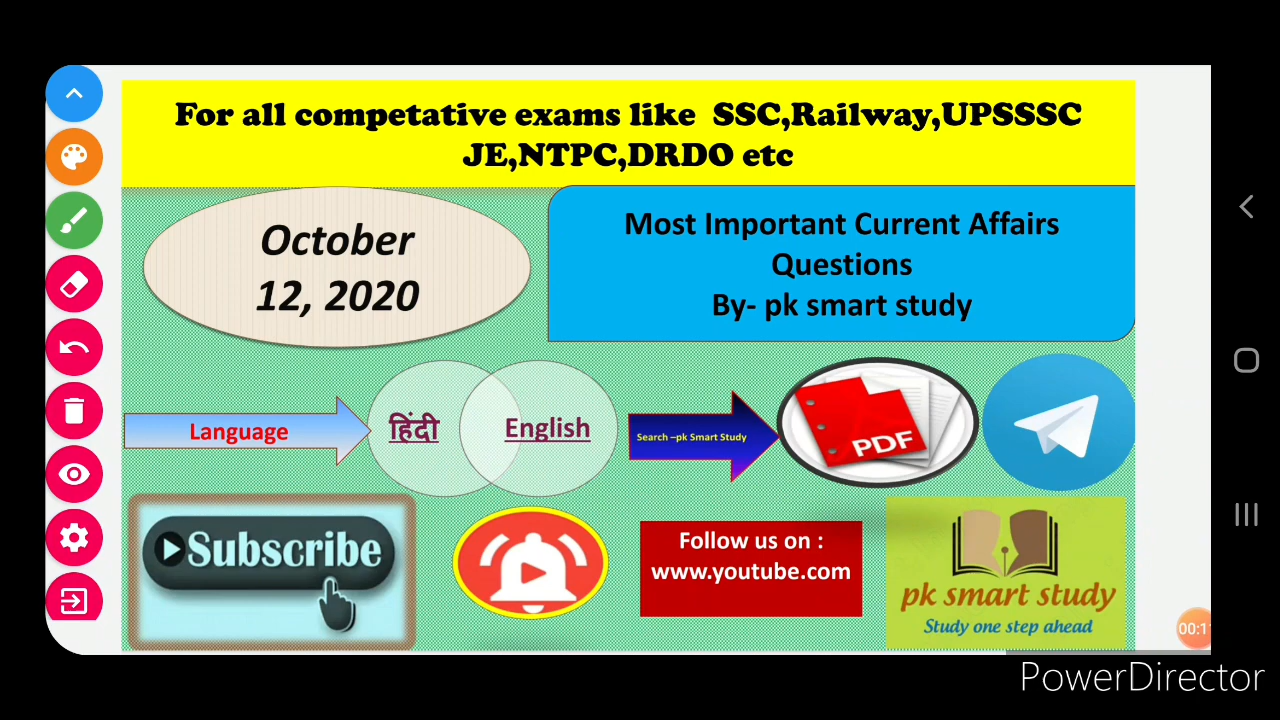 For all competative exams like SSC,Railway,UPSSSC
JE,NTPC,DRDO etc
October
12, 2020
Most Important Current Affairs
Questions
By- pk smart study
Language
हिंदी
English
Search –pk Smart Study
PDF
Subscribe
Follow us on :
www.youtube.com
pk smart study
Study one step ahead
PowerDirector